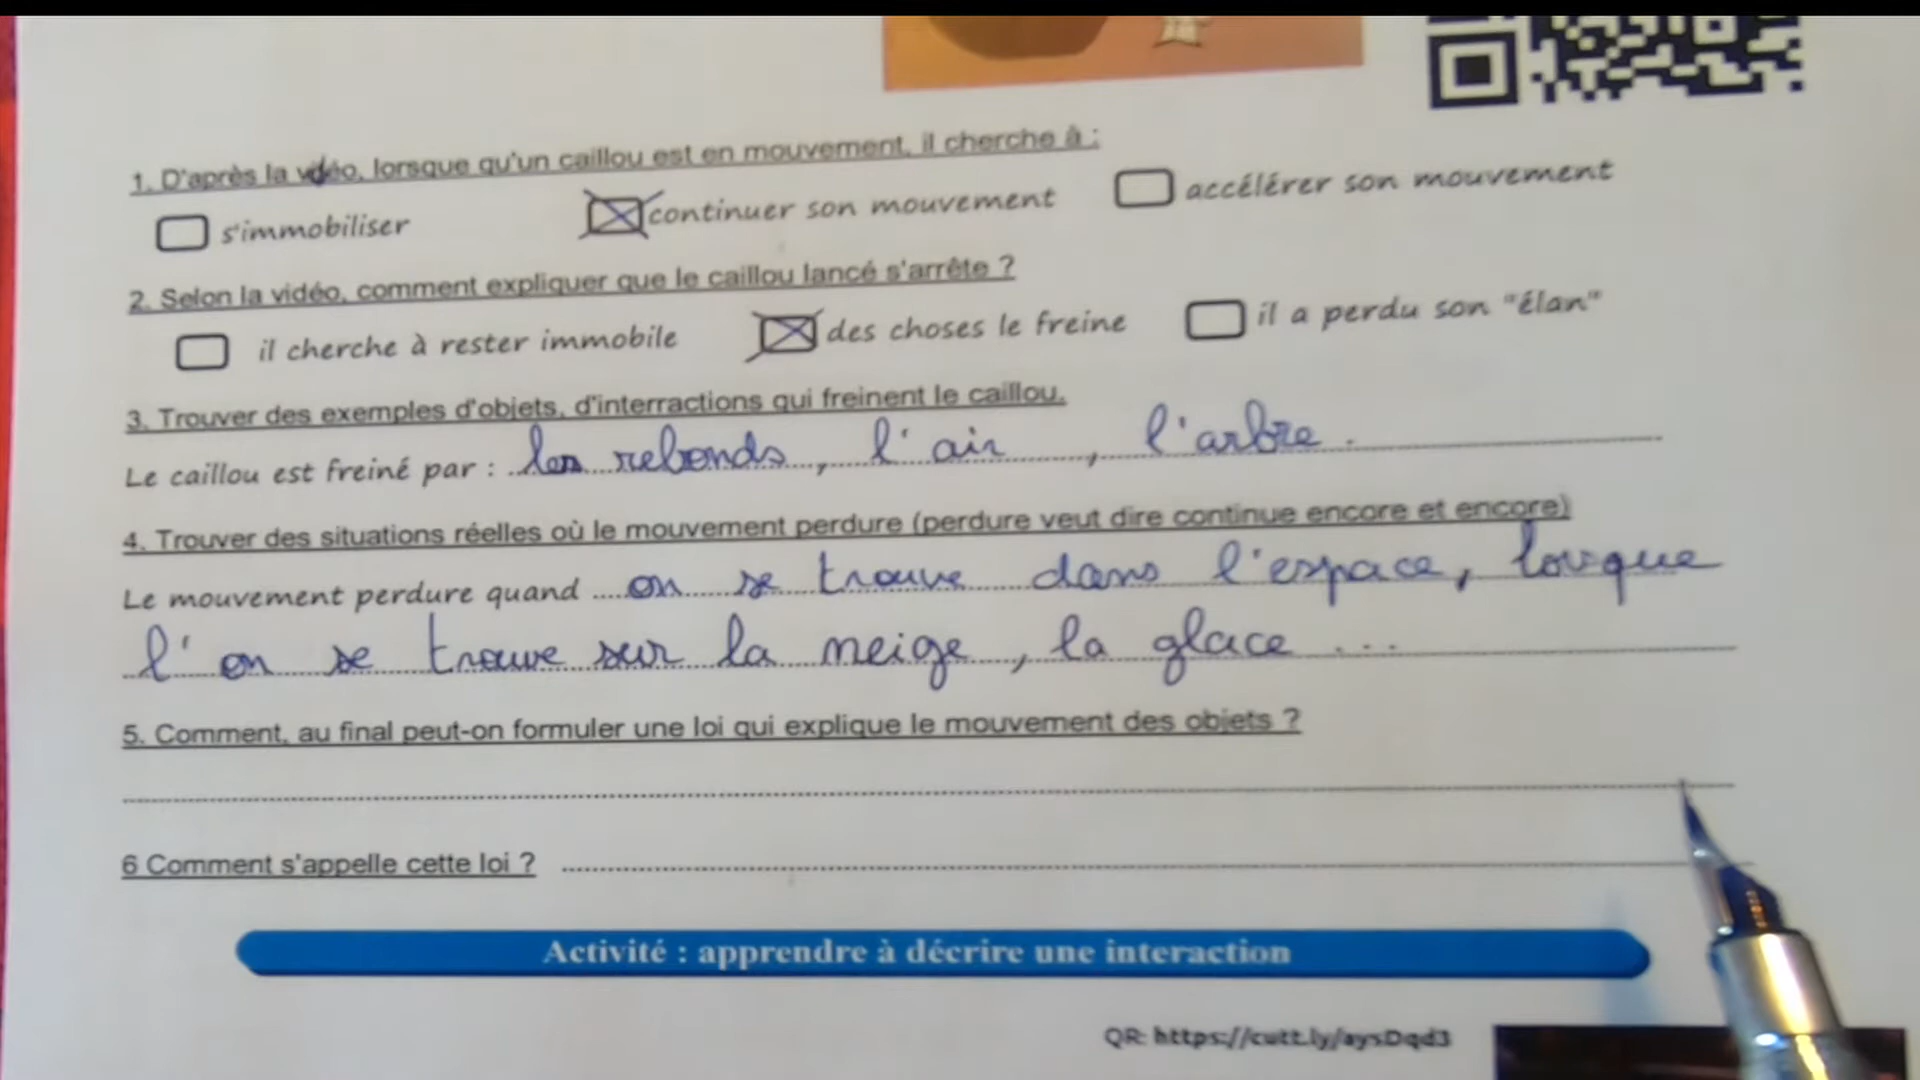 1. D'après la vidéo, lorsque qu'un caillou est en mouvement, il cherche à :
s'immobiliser continuer son mouvement accélérer son mouvement
2. Selon la vidéo, comment expliquer que le caillou lancé s'arrête ?
il cherche à rester immobile des choses le freine il a perdu son "élan"
3. Trouver des exemples d'objets, d'interractions qui freinent le caillou.
Le caillou est freiné par : les rebonds, l'air, l'arbre.
4. Trouver des situations réelles où le mouvement perdure (perdure veut dire continue encore et encore)
Le mouvement perdure quand on se trouve dans l'espace, lorsque
l'on se trouve sur la neige, la glace ...
5. Comment, au final peut-on formuler une loi qui explique le mouvement des objets ?
6 Comment s'appelle cette loi ?
Activité : apprendre à décrire une interaction
QR: https://cutt.ly/aysDqd3